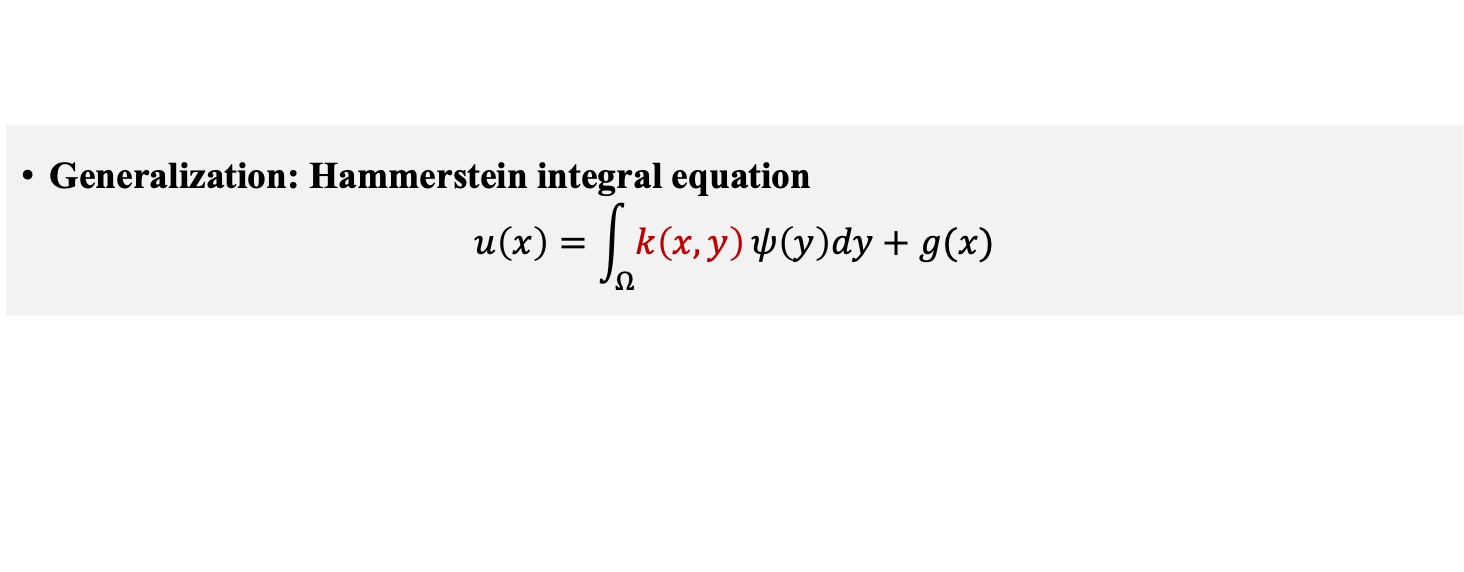 • Generalization: Hammerstein integral equation
𝑢(𝑥) = ∫_Ω 𝑘(𝑥, 𝑦) 𝜓(𝑦)𝑑𝑦 + 𝑔(𝑥)